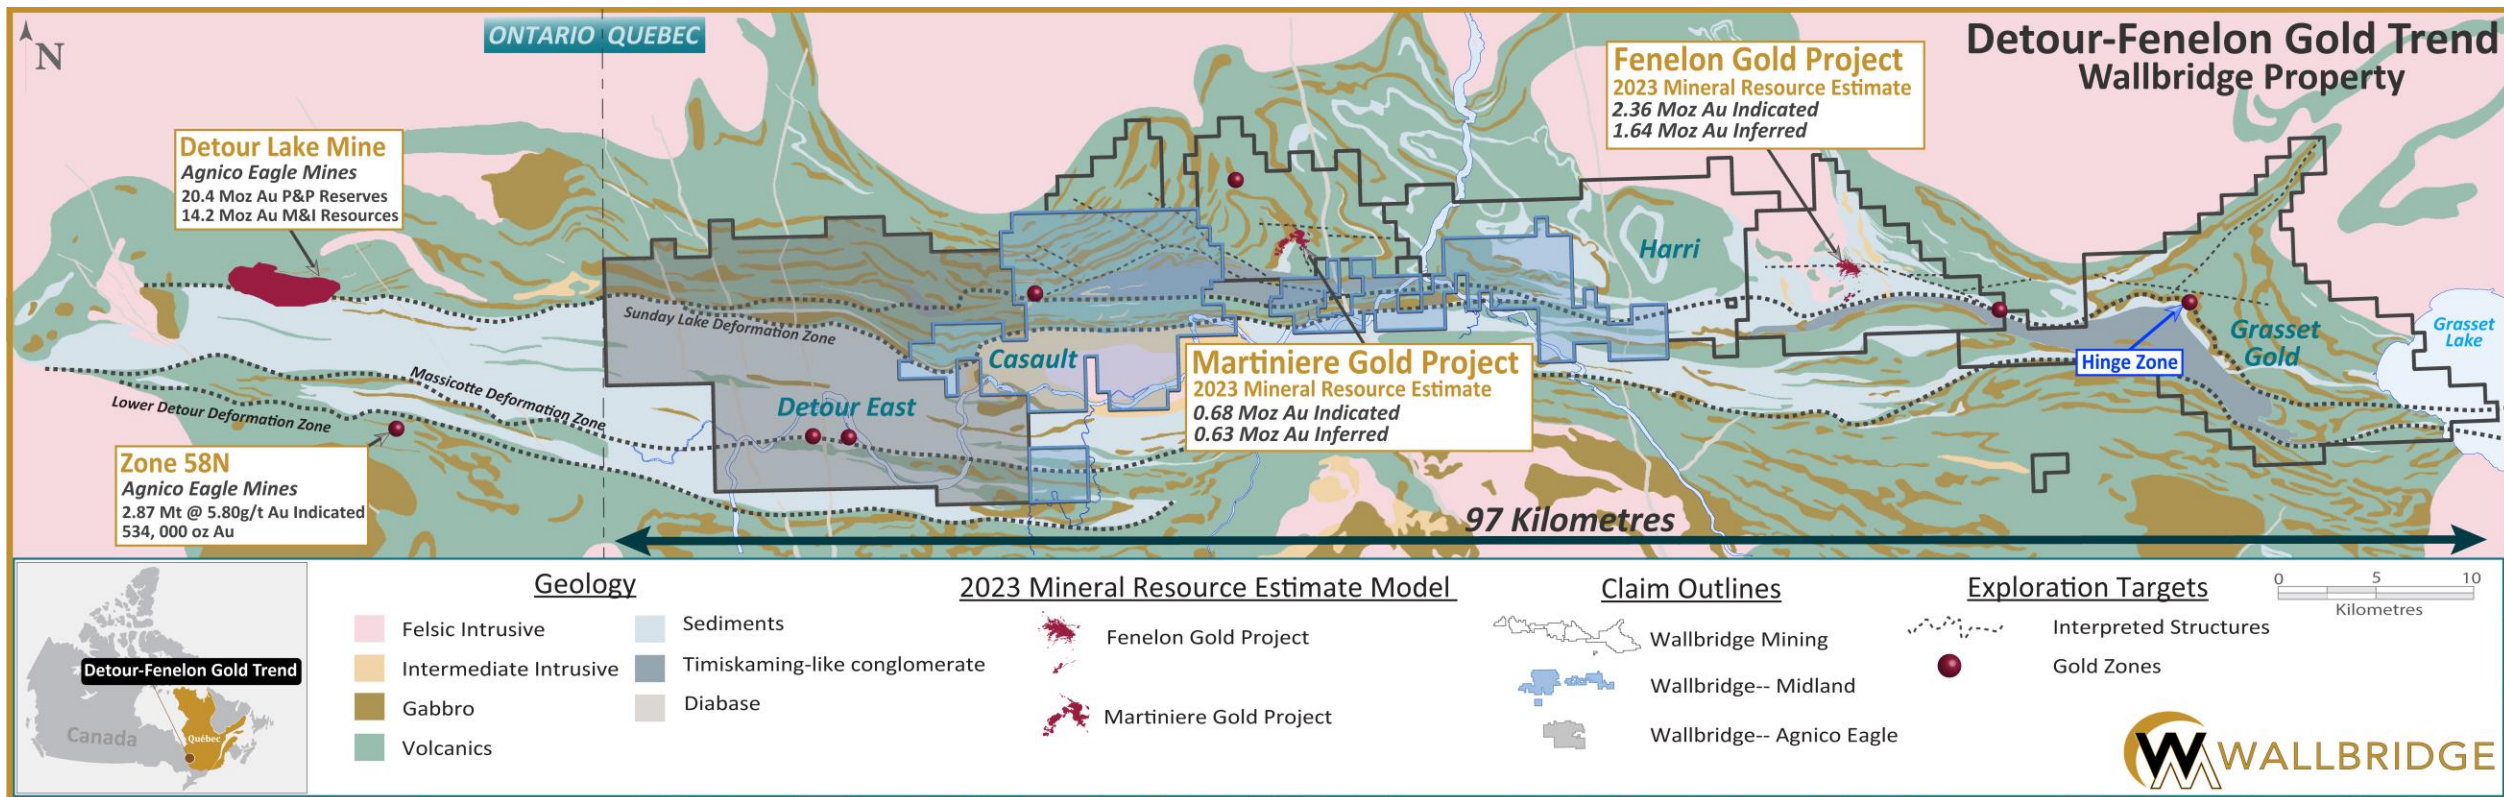 N
ONTARIO QUEBEC
Detour-Fenelon Gold Trend
Wallbridge Property
Fenelon Gold Project
2023 Mineral Resource Estimate
2.36 Moz Au Indicated
1.64 Moz Au Inferred
Detour Lake Mine
Agnico Eagle Mines
20.4 Moz Au P&P Reserves
14.2 Moz Au M&I Resources
Harri
Sunday Lake Deformation Zone
Grasset
Lake
Grasset
Gold
Hinge Zone
Casault
Martiniere Gold Project
2023 Mineral Resource Estimate
0.68 Moz Au Indicated
0.63 Moz Au Inferred
Massicotte Deformation Zone
Lower Detour Deformation Zone
Detour East
Zone 58N
Agnico Eagle Mines
2.87 Mt @ 5.80g/t Au Indicated
534, 000 oz Au
97 Kilometres
Detour-Fenelon Gold Trend
Canada
Québec
Geology
Felsic Intrusive
Intermediate Intrusive
Gabbro
Volcanics
Sediments
Timiskaming-like conglomerate
Diabase
2023 Mineral Resource Estimate Model
Fenelon Gold Project
Martiniere Gold Project
Claim Outlines
Wallbridge Mining
Wallbridge-- Midland
Wallbridge-- Agnico Eagle
Exploration Targets
Interpreted Structures
Gold Zones
0 5 10
Kilometres
WALLBRIDGE